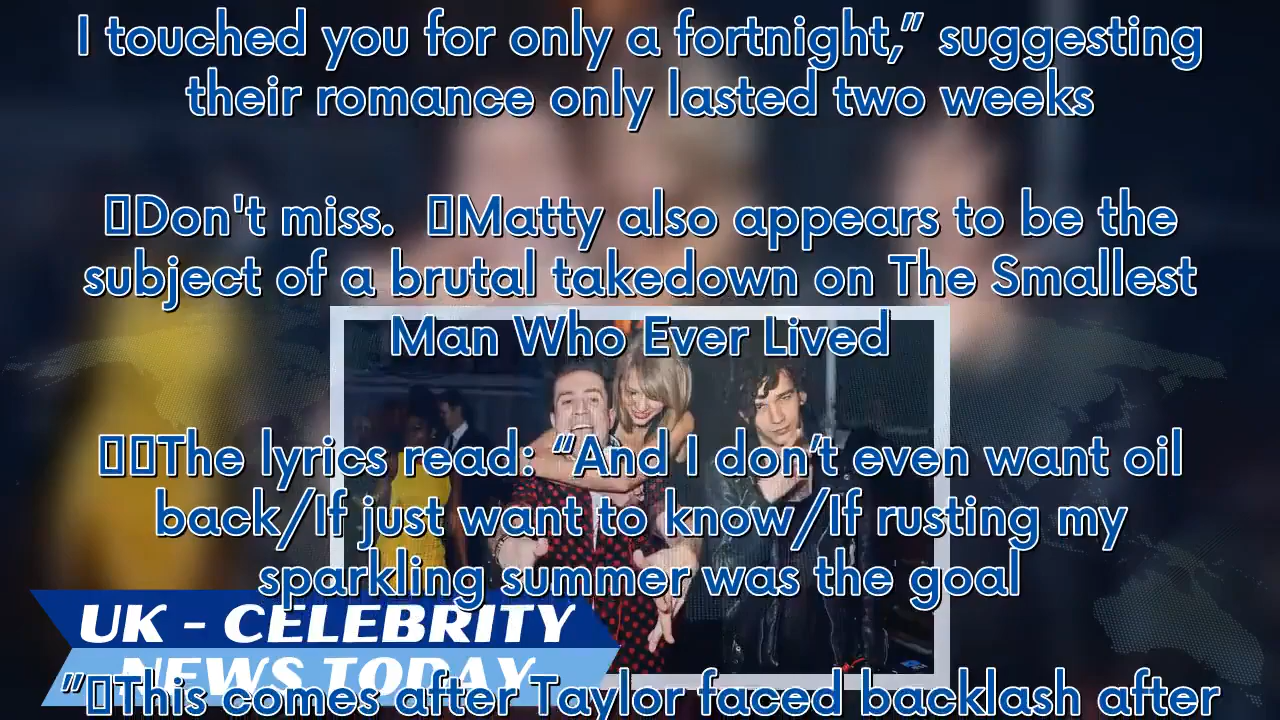 I touched you for only a fortnight,” suggesting
their romance only lasted two weeks
Don't miss. Matty also appears to be the
subject of a brutal takedown on The Smallest
Man Who Ever Lived
The lyrics read: “And I don’t even want oil
back/If just want to know/If rusting my
sparkling summer was the goal
UK - CELEBRITY
NEWS TODAY
”This comes after Taylor faced backlash after